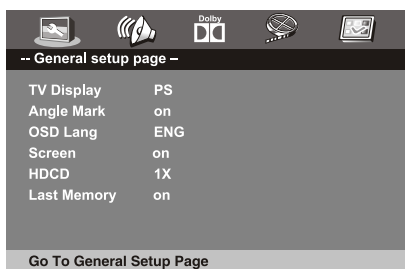 Dolby
-- General setup page –
TV Display PS
Angle Mark on
OSD Lang ENG
Screen on
HDCD 1X
Last Memory on
Go To General Setup Page